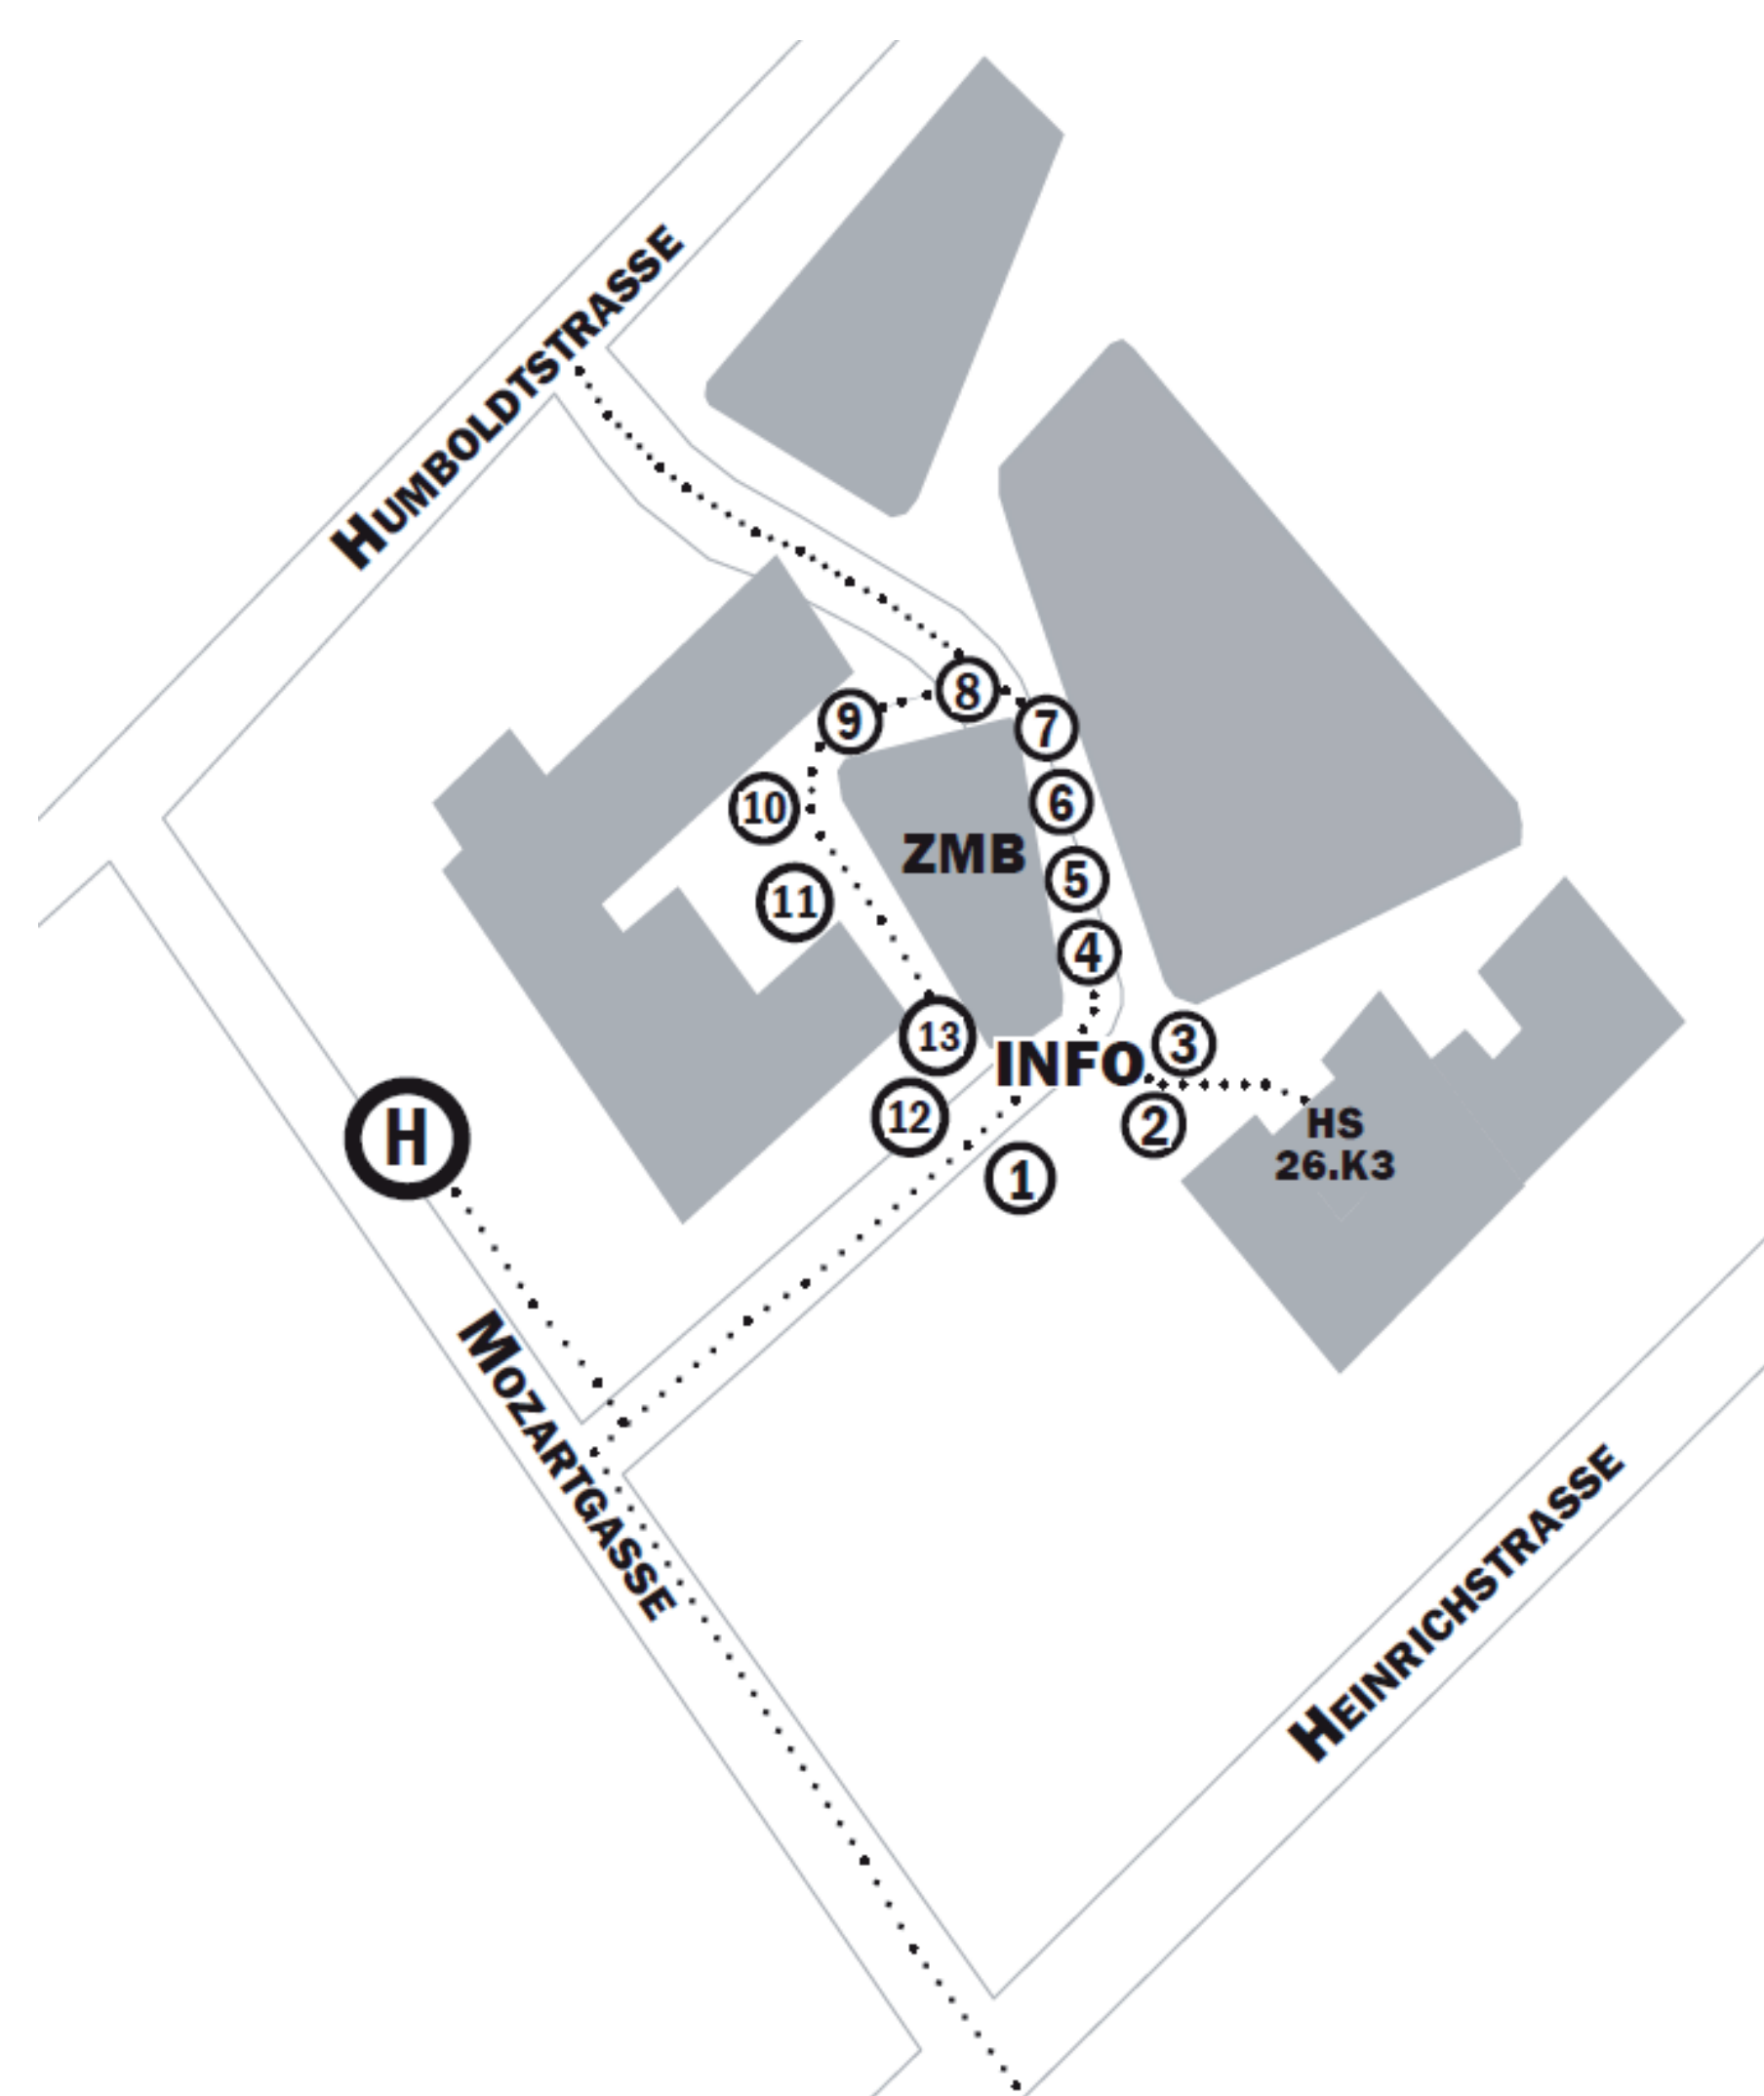 HUMBOLDTSTRASSE
8
9
7
10
6
ZMB
5
11
4
13
INFO
3
12
2
HS
26.K3
H
1
MOZARTGASSE
HEINRICHSTRASSE